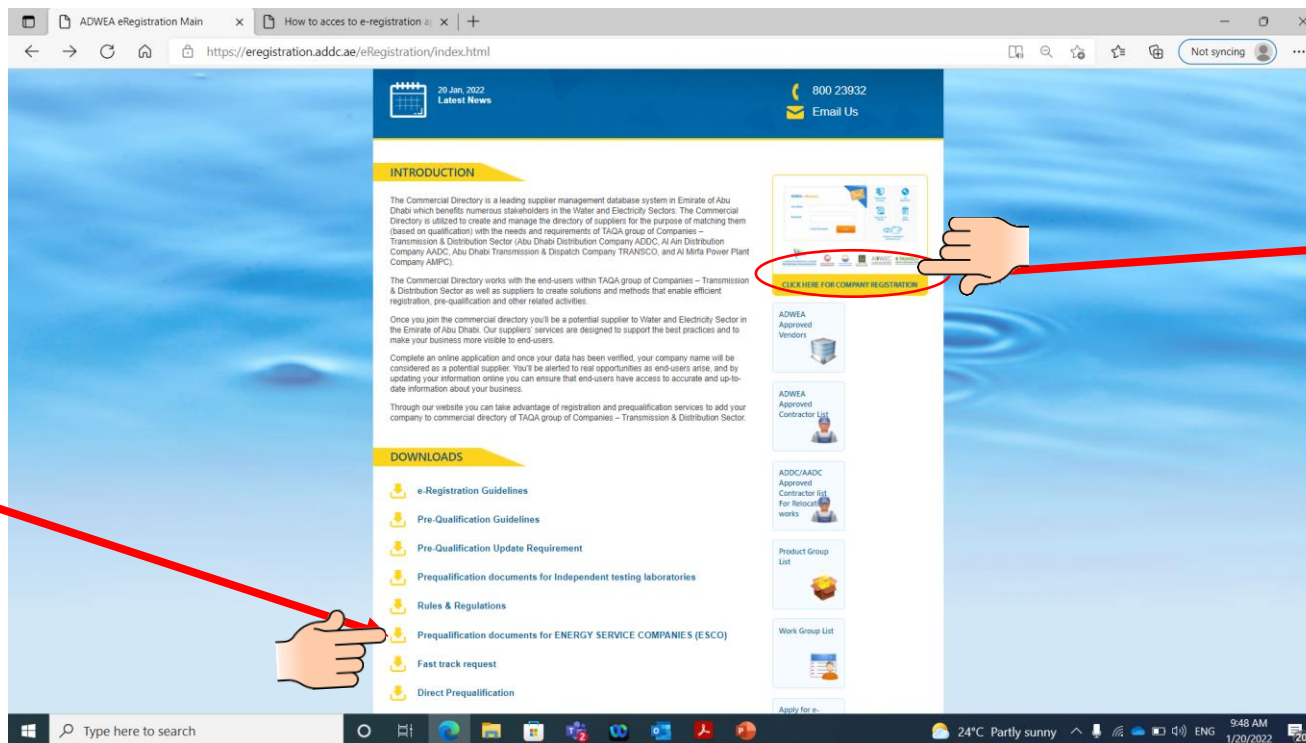 ADWEA eRegistration Main
How to acces to e-registration a
https://eregistration.addc.ae/eRegistration/index.html
Not syncing
20 Jan, 2022
Latest News
800 23932
Email Us
INTRODUCTION
The Commercial Directory is a leading supplier management database system in Emirate of Abu
Dhabi which benefits numerous stakeholders in the Water and Electricity Sectors. The Commercial
Directory is utilized to create and manage the directory of suppliers for the purpose of matching them
(based on qualification) with the needs and requirements of TAQA group of Companies –
Transmission & Distribution Sector (Abu Dhabi Distribution Company ADDC, Al Ain Distribution
Company AADC, Abu Dhabi Transmission & Dispatch Company TRANSCO, and Al Mirfa Power Plant
Company AMPC).
The Commercial Directory works with the end-users within TAQA group of Companies – Transmission
& Distribution Sector as well as suppliers to create solutions and methods that enable efficient
registration, pre-qualification and other related activities.
Once you join the commercial directory you'll be a potential supplier to Water and Electricity Sector in
the Emirate of Abu Dhabi. Our suppliers' services are designed to support the best practices and to
make your business more visible to end-users.
Complete an online application and once your data has been verified, your company name will be
considered as a potential supplier. You'll be alerted to real opportunities as end-users arise, and by
updating your information online you can ensure that end-users have access to accurate and up-to-
date information about your business.
Through our website you can take advantage of registration and prequalification services to add your
company to commercial directory of TAQA group of Companies – Transmission & Distribution Sector.
CLICK HERE FOR COMPANY REGISTRATION
ADWEA
Approved
Vendors
ADWEA
Approved
Contractor List
ADDC/AADC
Approved
Contractor list
For Relocation
works
Product Group
List
Work Group List
Apply for e-
DOWNLOADS
e-Registration Guidelines
Pre-Qualification Guidelines
Pre-Qualification Update Requirement
Prequalification documents for Independent testing laboratories
Rules & Regulations
Prequalification documents for ENERGY SERVICE COMPANIES (ESCO)
Fast track request
Direct Prequalification
Type here to search
24°C Partly sunny
ENG
9:48 AM
1/20/2022
20